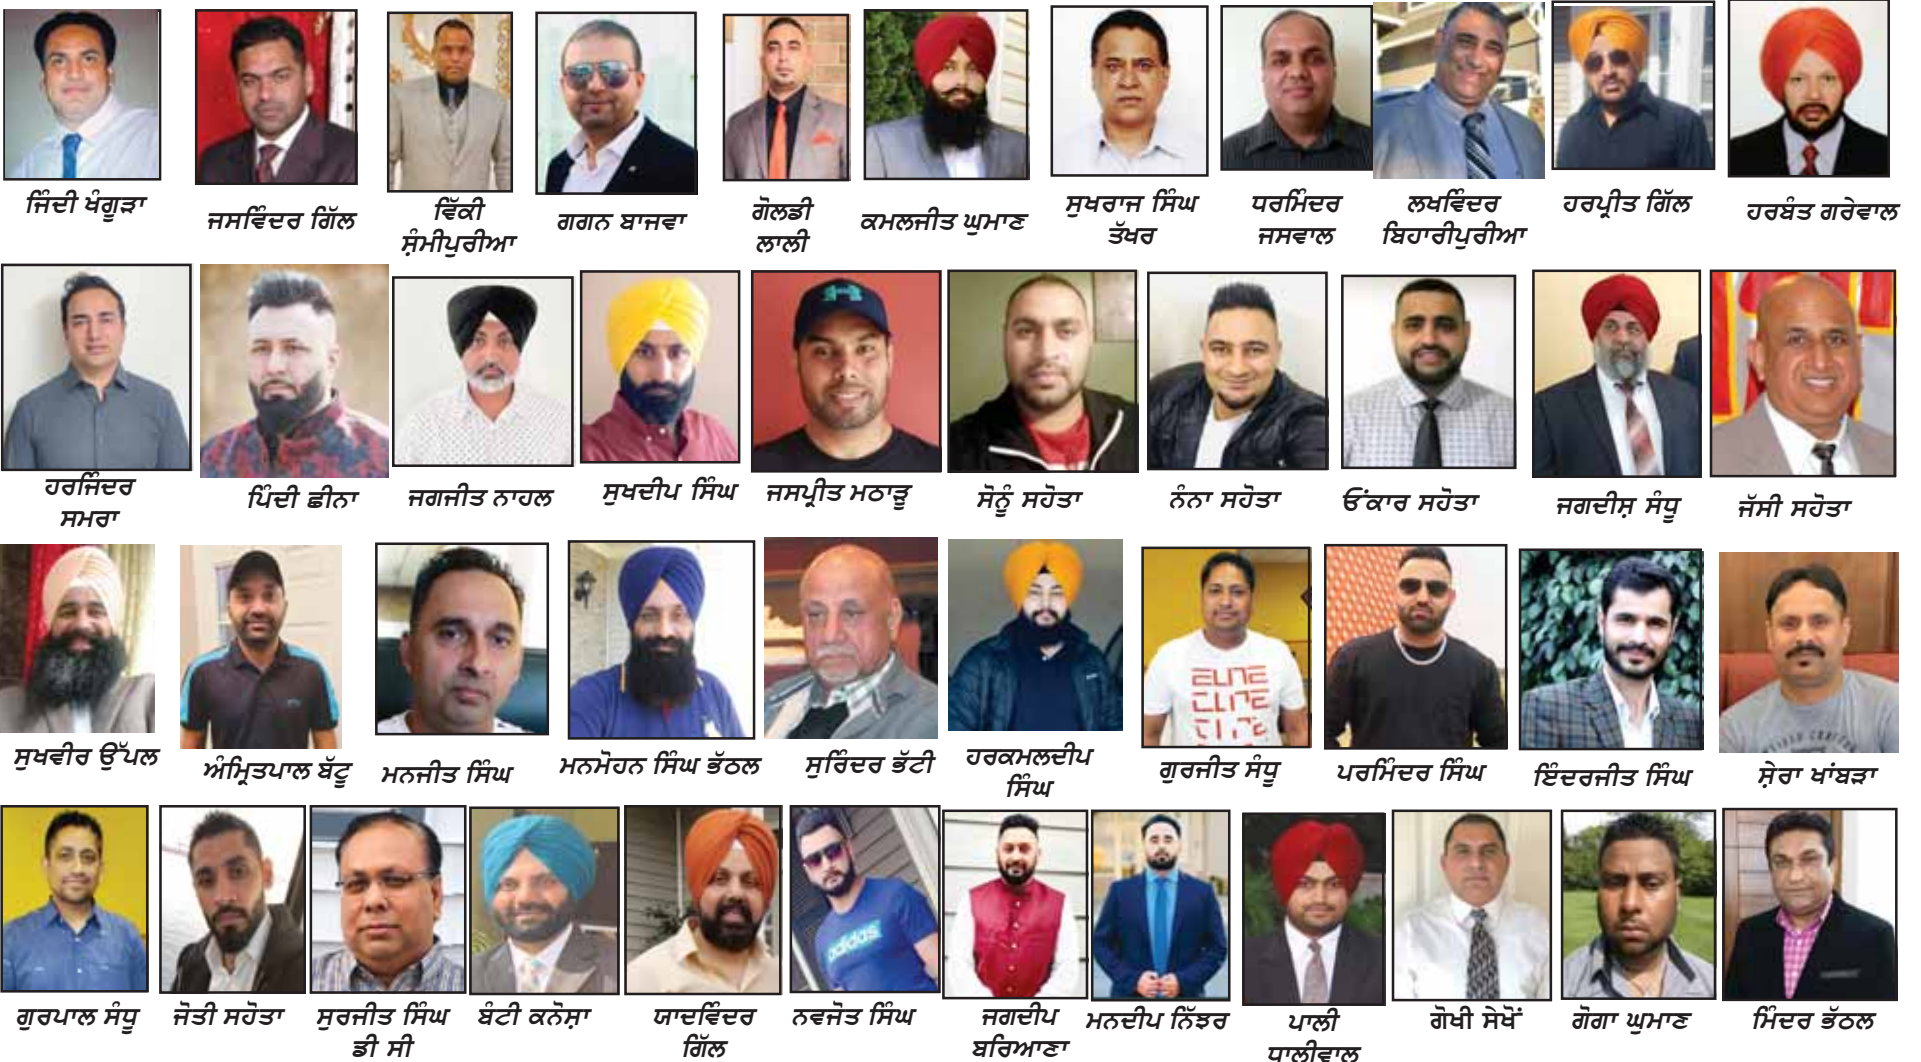 ਜਿੰਦੀ ਖੰਗੂੜਾ
ਜਸਵਿੰਦਰ ਗਿੱਲ
ਵਿੱਕੀ
ਸ਼ੰਮੀਪੁਰੀਆ
ਗਗਨ ਬਾਜਵਾ
ਗੋਲਡੀ
ਲਾਲੀ
ਕਮਲਜੀਤ ਘੁਮਾਣ
ਸੁਖਰਾਜ ਸਿੰਘ
ਤੱਖਰ
ਧਰਮਿੰਦਰ
ਜਸਵਾਲ
ਲਖਵਿੰਦਰ
ਬਿਹਾਰੀਪੁਰੀਆ
ਹਰਪ੍ਰੀਤ ਗਿੱਲ
ਹਰਬੰਤ ਗਰੇਵਾਲ
ਹਰਜਿੰਦਰ
ਸਮਰਾ
ਪਿੰਦੀ ਛੀਨਾ
ਜਗਜੀਤ ਨਾਹਲ
ਸੁਖਦੀਪ ਸਿੰਘ
ਜਸਪ੍ਰੀਤ ਮਠਾੜੂ
ਸੋਨੂੰ ਸਹੋਤਾ
ਨੰਨਾ ਸਹੋਤਾ
ਓਂਕਾਰ ਸਹੋਤਾ
ਜਗਦੀਸ਼ ਸੰਧੂ
ਜੱਸੀ ਸਹੋਤਾ
ELITE
ਸੁਖਵੀਰ ਉੱਪਲ
ਅੰਮ੍ਰਿਤਪਾਲ ਬੱਟੂ
ਮਨਜੀਤ ਸਿੰਘ
ਮਨਮੋਹਨ ਸਿੰਘ ਭੱਠਲ
ਸੁਰਿੰਦਰ ਭੱਟੀ
ਹਰਕਮਲਦੀਪ
ਸਿੰਘ
ਗੁਰਜੀਤ ਸੰਧੂ
ਪਰਮਿੰਦਰ ਸਿੰਘ
ਇੰਦਰਜੀਤ ਸਿੰਘ
ਸ਼ੇਰਾ ਖਾਂਬੜਾ
adidas
ਗੁਰਪਾਲ ਸੰਧੂ
ਜੋਤੀ ਸਹੋਤਾ
ਸੁਰਜੀਤ ਸਿੰਘ
ਡੀ ਸੀ
ਬੰਟੀ ਕਨੋਸ਼ਾ
ਯਾਦਵਿੰਦਰ
ਗਿੱਲ
ਨਵਜੋਤ ਸਿੰਘ
ਜਗਦੀਪ
ਬਰਿਆਣਾ
ਮਨਦੀਪ ਨਿੱਝਰ
ਪਾਲੀ
ਧਾਲੀਵਾਲ
ਗੋਖੀ ਸੇਖੋਂ
ਗੋਗਾ ਘੁਮਾਣ
ਮਿੰਦਰ ਭੱਠਲ